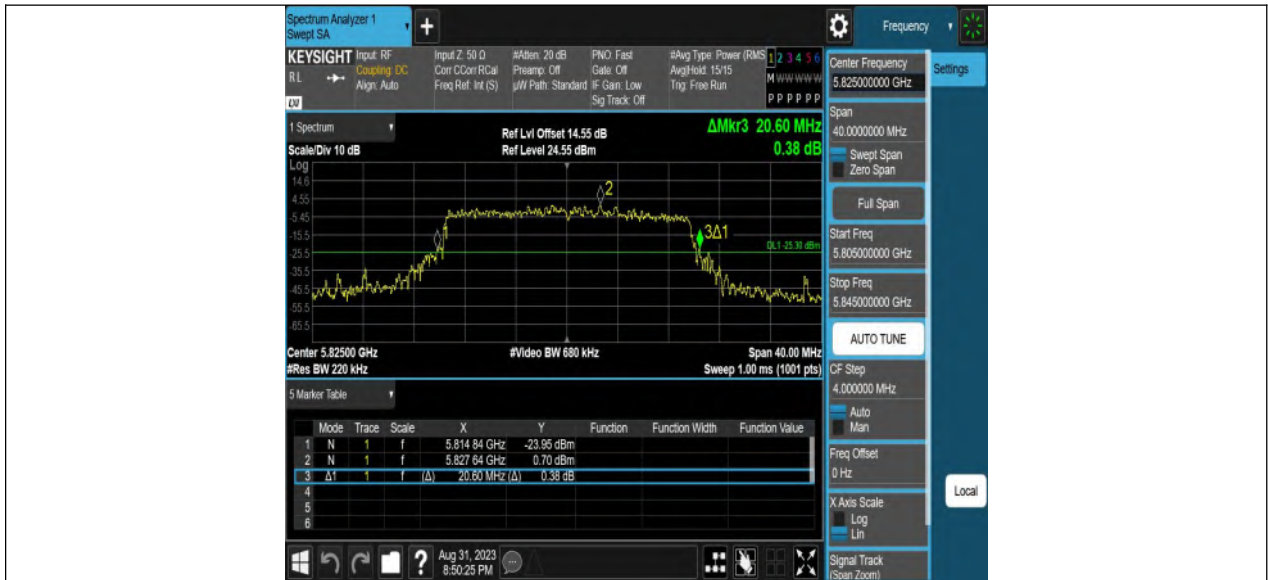 Spectrum Analyzer 1
Swept SA
+
Frequency
KEYSIGHT
RL
LXI
Input: RF
Coupling: DC
Align: Auto
Input Z: 50 Ω
Corr CCorr RCal
Freq Ref: Int (S)
#Atten: 20 dB
Preamp: Off
µW Path: Standard
PNO: Fast
Gate: Off
IF Gain: Low
Sig Track: Off
#Avg Type: Power (RMS
Avg|Hold: 15/15
Trig: Free Run
1 2 3 4 5 6
M W W W W W
P P P P P P
Center Frequency
5.825000000 GHz
Settings
Span
40.0000000 MHz
Swept Span
Zero Span
Full Span
Start Freq
5.805000000 GHz
Stop Freq
5.845000000 GHz
AUTO TUNE
CF Step
4.000000 MHz
Auto
Man
Freq Offset
0 Hz
X Axis Scale
Log
Lin
Signal Track
(Span Zoom)
Local
1 Spectrum
Scale/Div 10 dB
Ref Lvl Offset 14.55 dB
Ref Level 24.55 dBm
ΔMkr3 20.60 MHz
0.38 dB
Log
14.6
4.55
-5.45
-15.5
-25.5
-35.5
-45.5
-55.5
-65.5
2
3Δ1
DL1 -25.30 dBm
Center 5.82500 GHz
#Video BW 680 kHz
Span 40.00 MHz
#Res BW 220 kHz
Sweep 1.00 ms (1001 pts)
5 Marker Table
Mode Trace Scale X Y Function Function Width Function Value
1 N 1 f 5.814 84 GHz -23.95 dBm
2 N 1 f 5.827 64 GHz 0.70 dBm
3 Δ1 1 f (Δ) 20.60 MHz (Δ) 0.38 dB
4
5
6
?
Aug 31, 2023
8:50:25 PM